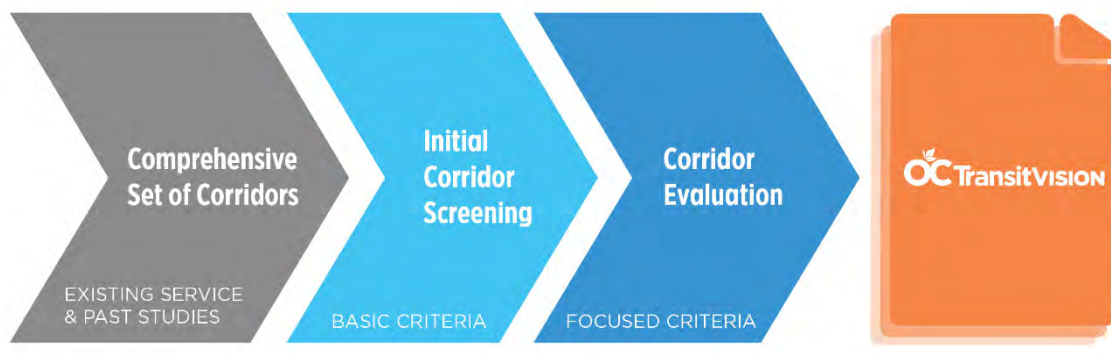 Comprehensive
Set of Corridors
EXISTING SERVICE
& PAST STUDIES
Initial
Corridor
Screening
BASIC CRITERIA
Corridor
Evaluation
FOCUSED CRITERIA
OC TransitVISION